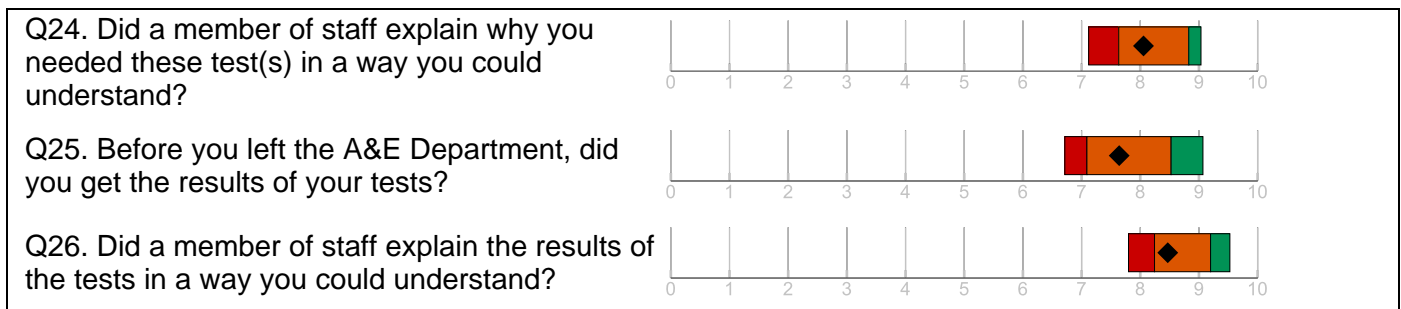 Q24. Did a member of staff explain why you
needed these test(s) in a way you could
understand?
0 1 2 3 4 5 6 7 8 9 10
Q25. Before you left the A&E Department, did
you get the results of your tests?
0 1 2 3 4 5 6 7 8 9 10
Q26. Did a member of staff explain the results of
the tests in a way you could understand?
0 1 2 3 4 5 6 7 8 9 10